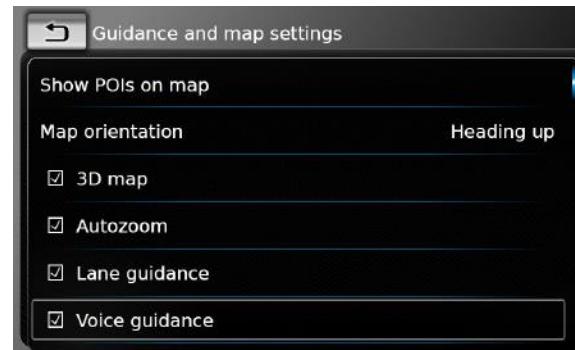 Guidance and map settings
Show POIs on map
Map orientation Heading up
3D map
Autozoom
Lane guidance
Voice guidance